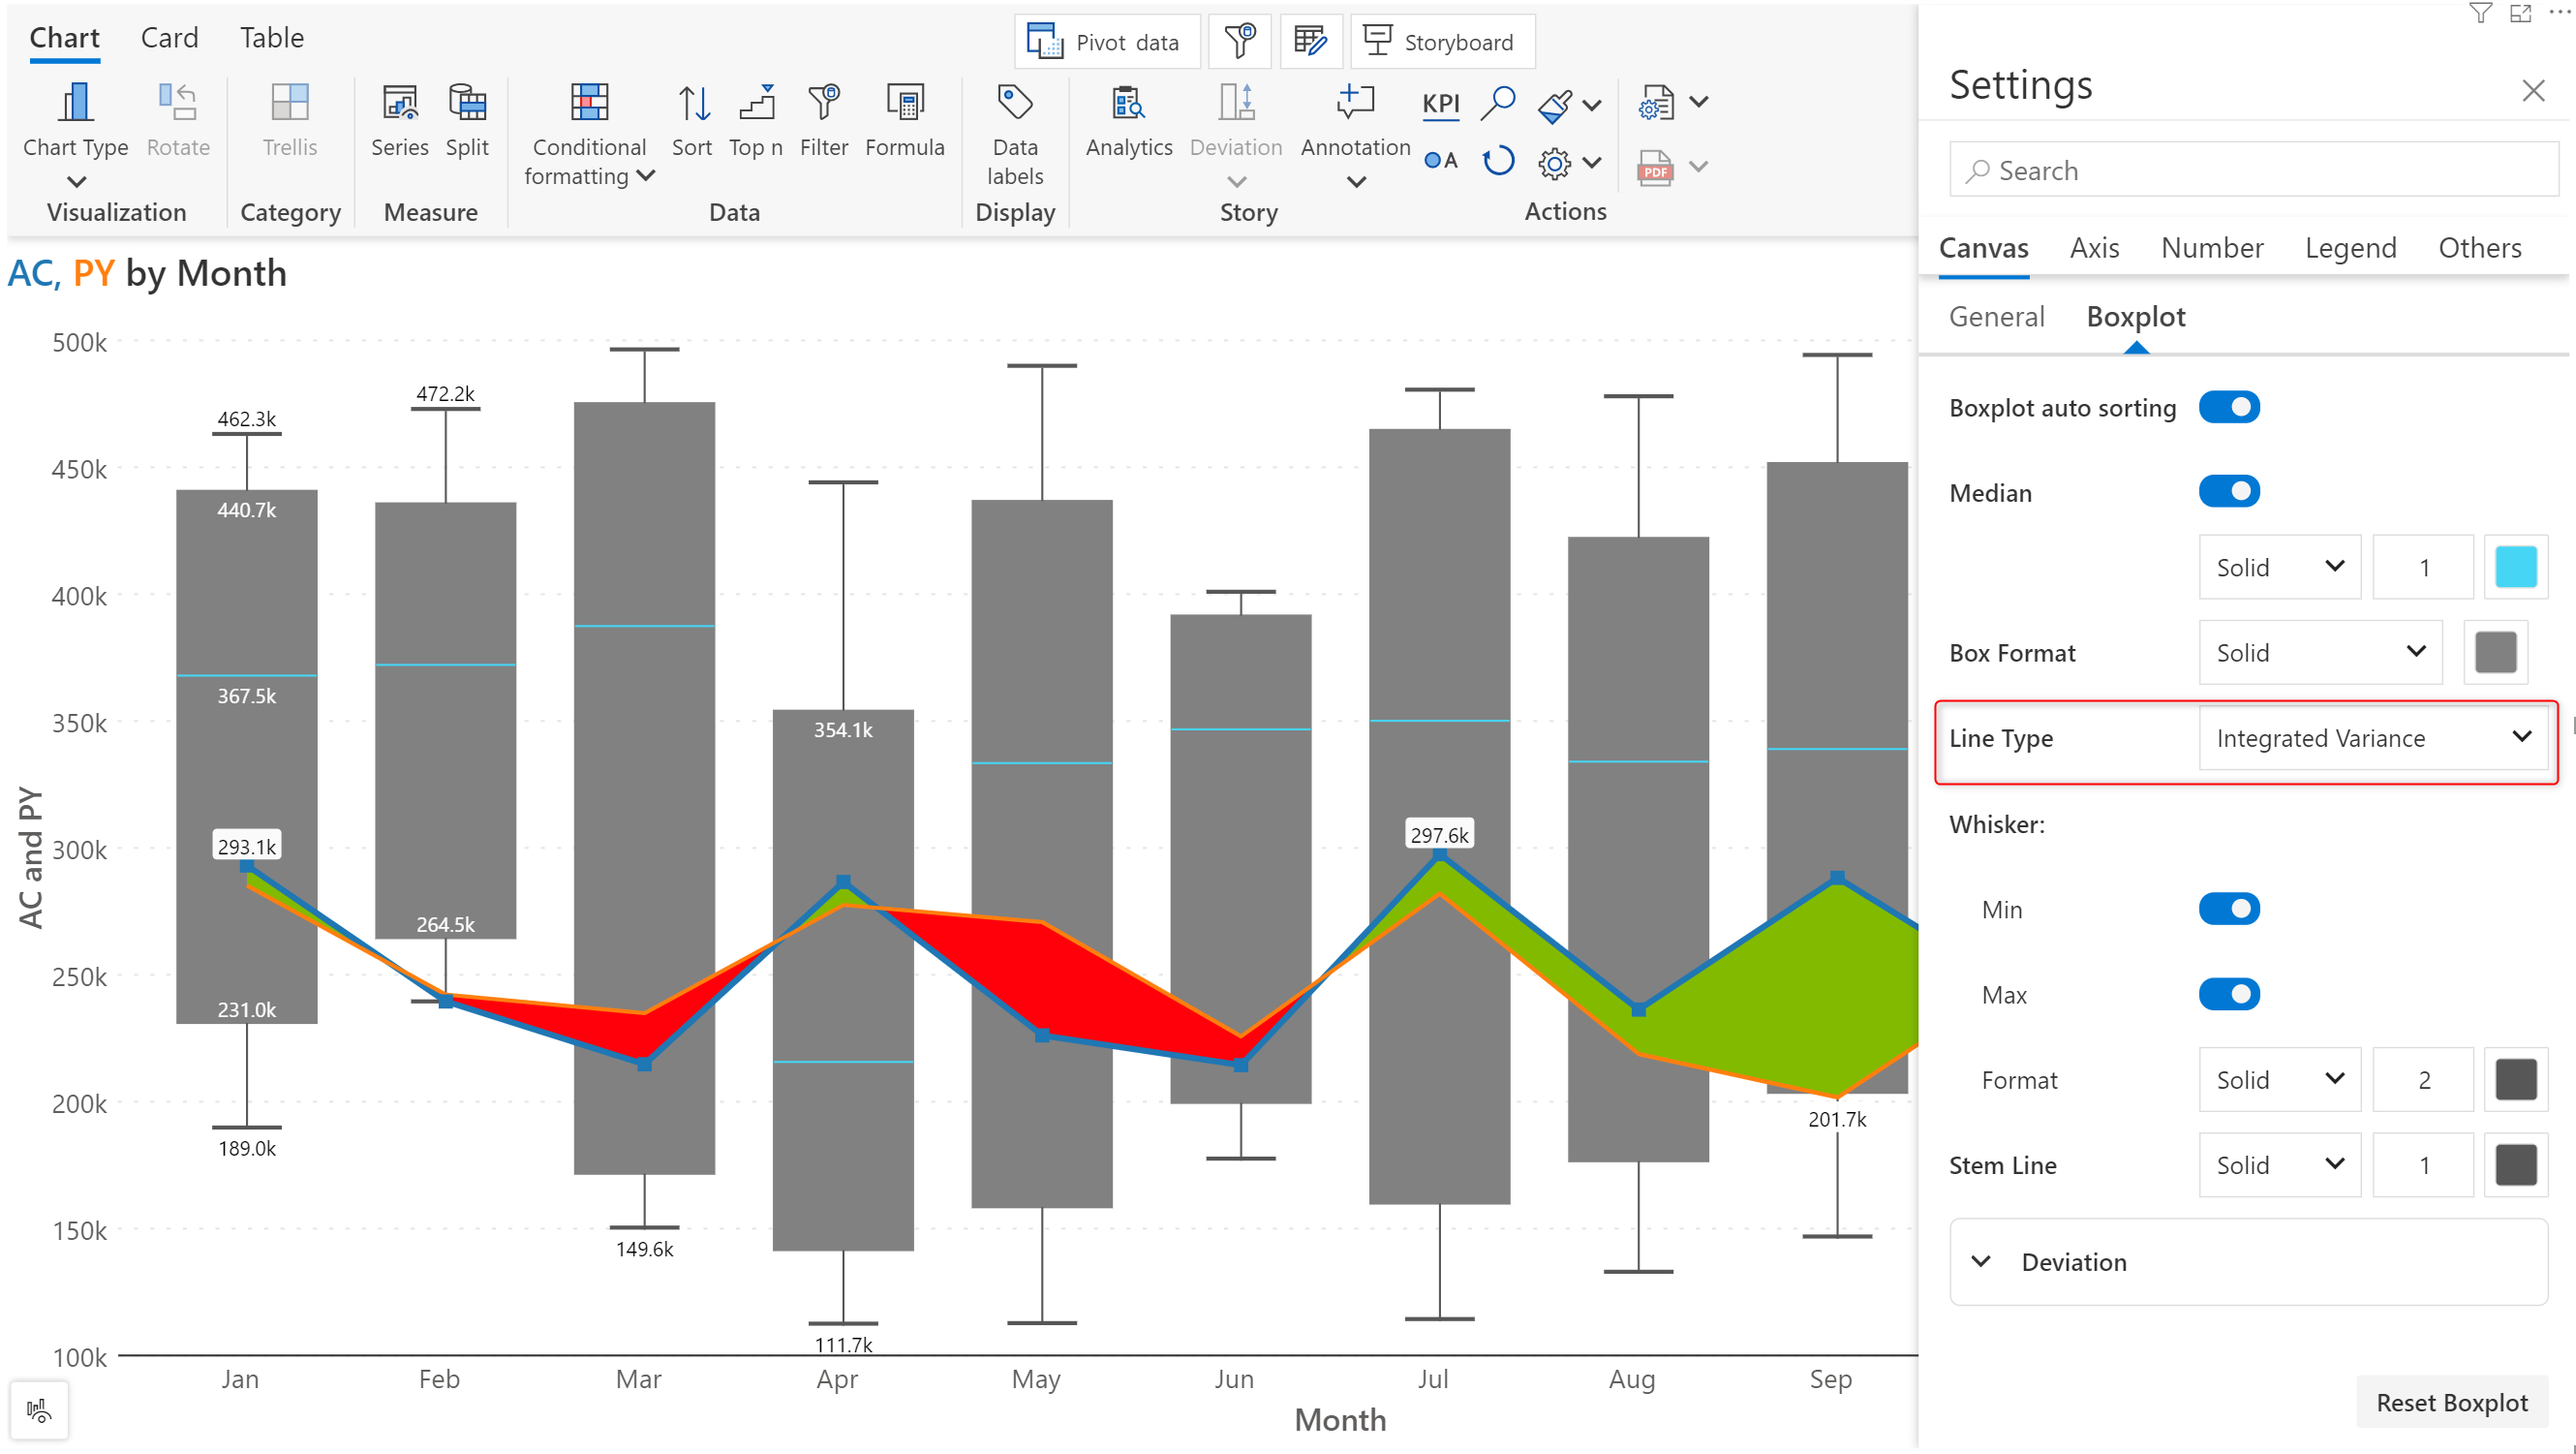 Chart Card Table
Pivot data
Storyboard
Chart Type
Rotate
Visualization
Trellis
Category
Series
Split
Measure
Conditional
formatting
Sort
Top n
Filter
Formula
Data
Data
labels
Display
Analytics
Deviation
Annotation
Story
KPI
A
PDF
Actions
AC, PY by Month
500k
450k
400k
350k
300k
250k
200k
150k
100k
AC and PY
462.3k
440.7k
367.5k
293.1k
231.0k
189.0k
472.2k
264.5k
149.6k
354.1k
111.7k
297.6k
201.7k
Jan Feb Mar Apr May Jun Jul Aug Sep
Month
Settings
Search
Canvas Axis Number Legend Others
General Boxplot
Boxplot auto sorting
Median
Solid 1
Box Format Solid
Line Type Integrated Variance
Whisker:
Min
Max
Format Solid 2
Stem Line Solid 1
Deviation
Reset Boxplot